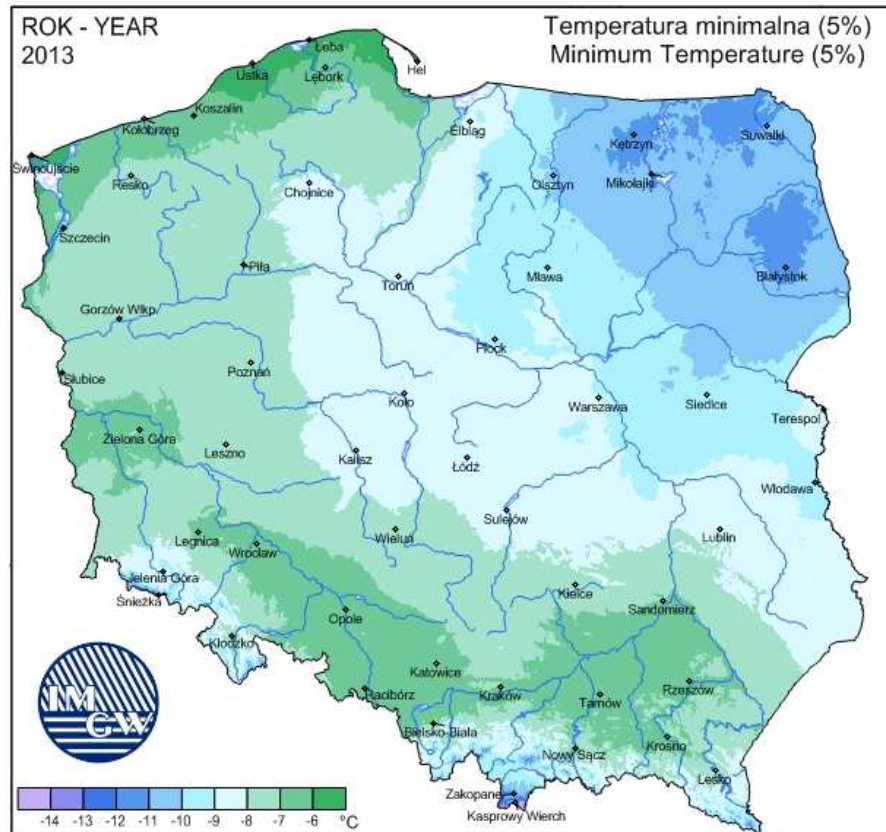 ROK - YEAR
2013
Temperatura minimalna (5%)
Minimum Temperature (5%)
Łeba
Ustka
Lębork
Hel
Koszalin
Kołobrzeg
Elbląg
Kętrzyn
Suwałki
Świnoujście
Resko
Chojnice
Olsztyn
Mikołajki
Szczecin
Piła
Toruń
Mława
Białystok
Gorzów Wlkp.
Płock
Słubice
Poznań
Koło
Warszawa
Siedlce
Terespol
Zielona Góra
Leszno
Kalisz
Łódź
Włodawa
Sulejów
Legnica
Wrocław
Wieluń
Lublin
Jelenia Góra
Śnieżka
Kielce
Sandomierz
Opole
Kłodzko
Katowice
Racibórz
Kraków
Tarnów
Rzeszów
Bielsko-Biała
Nowy Sącz
Krosno
Lesko
Zakopane
Kasprowy Wierch
IM
GW
-14 -13 -12 -11 -10 -9 -8 -7 -6 °C